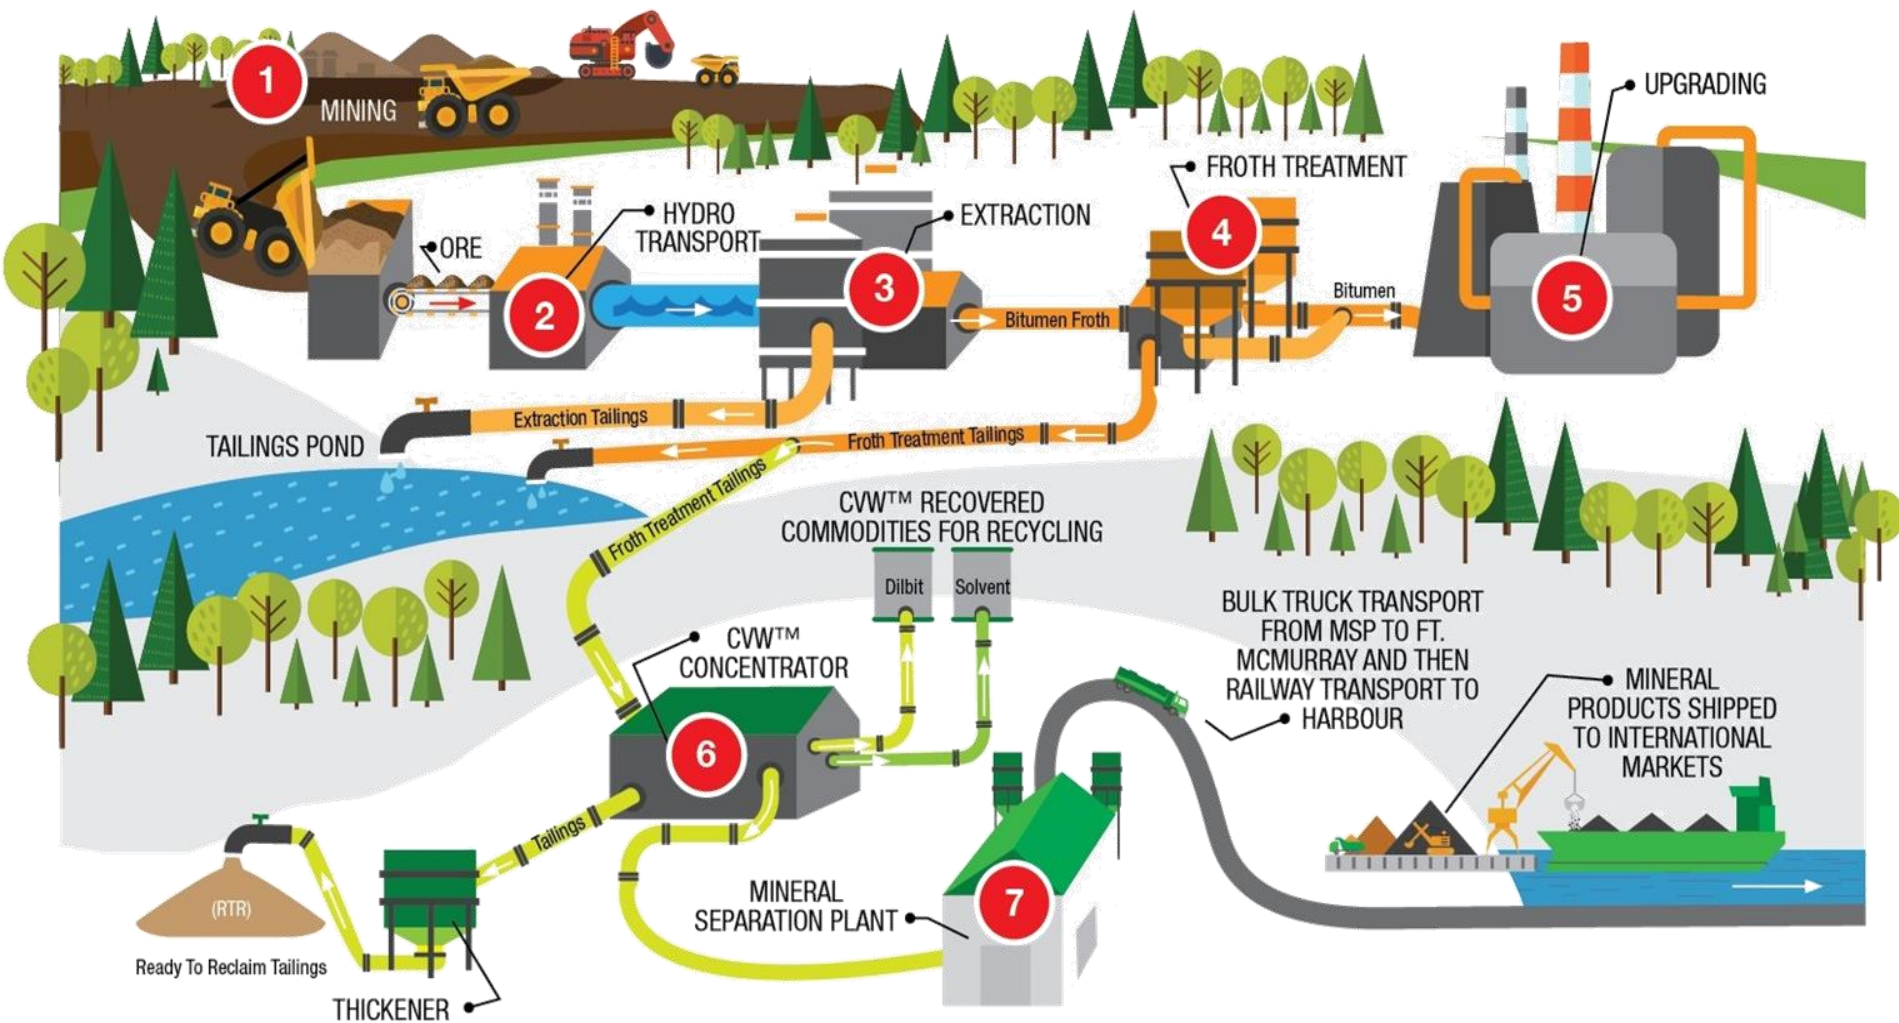 1
MINING
ORE
2
HYDRO
TRANSPORT
3
EXTRACTION
Bitumen Froth
4
FROTH TREATMENT
Bitumen
5
UPGRADING
Extraction Tailings
Froth Treatment Tailings
TAILINGS POND
Froth Treatment Tailings
CVW™ RECOVERED
COMMODITIES FOR RECYCLING
Dilbit
Solvent
CVW™
CONCENTRATOR
6
BULK TRUCK TRANSPORT
FROM MSP TO FT.
MCMURRAY AND THEN
RAILWAY TRANSPORT TO
HARBOUR
MINERAL
PRODUCTS SHIPPED
TO INTERNATIONAL
MARKETS
Tailings
(RTR)
Ready To Reclaim Tailings
THICKENER
MINERAL
SEPARATION PLANT
7